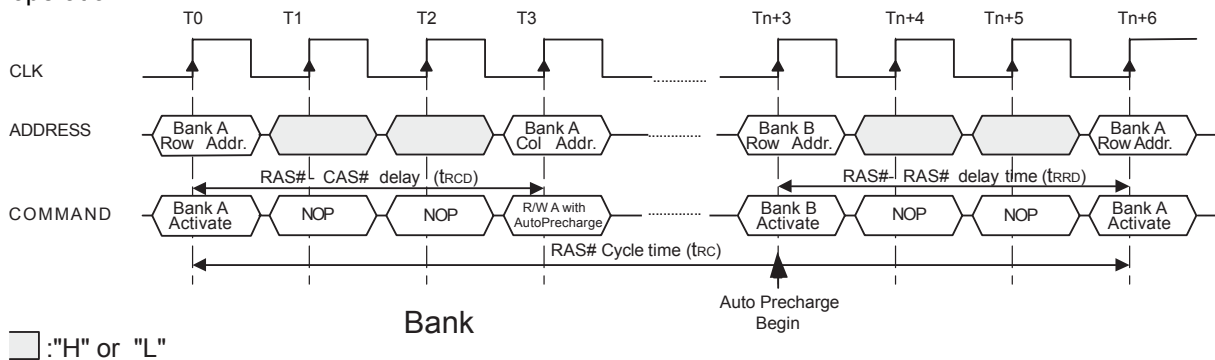 T0 T1 T2 T3 Tn+3 Tn+4 Tn+5 Tn+6
CLK
ADDRESS
Bank A
Row Addr.
Bank A
Col Addr.
Bank B
Row Addr.
Bank A
Row Addr.
RAS# - CAS# delay (tRCD)
RAS# - RAS# delay time (tRRD)
COMMAND
Bank A
Activate
NOP
NOP
R/W A with
AutoPrecharge
Bank B
Activate
NOP
NOP
Bank A
Activate
RAS# Cycle time (tRC)
Auto Precharge
Begin
Bank
:"H" or "L"